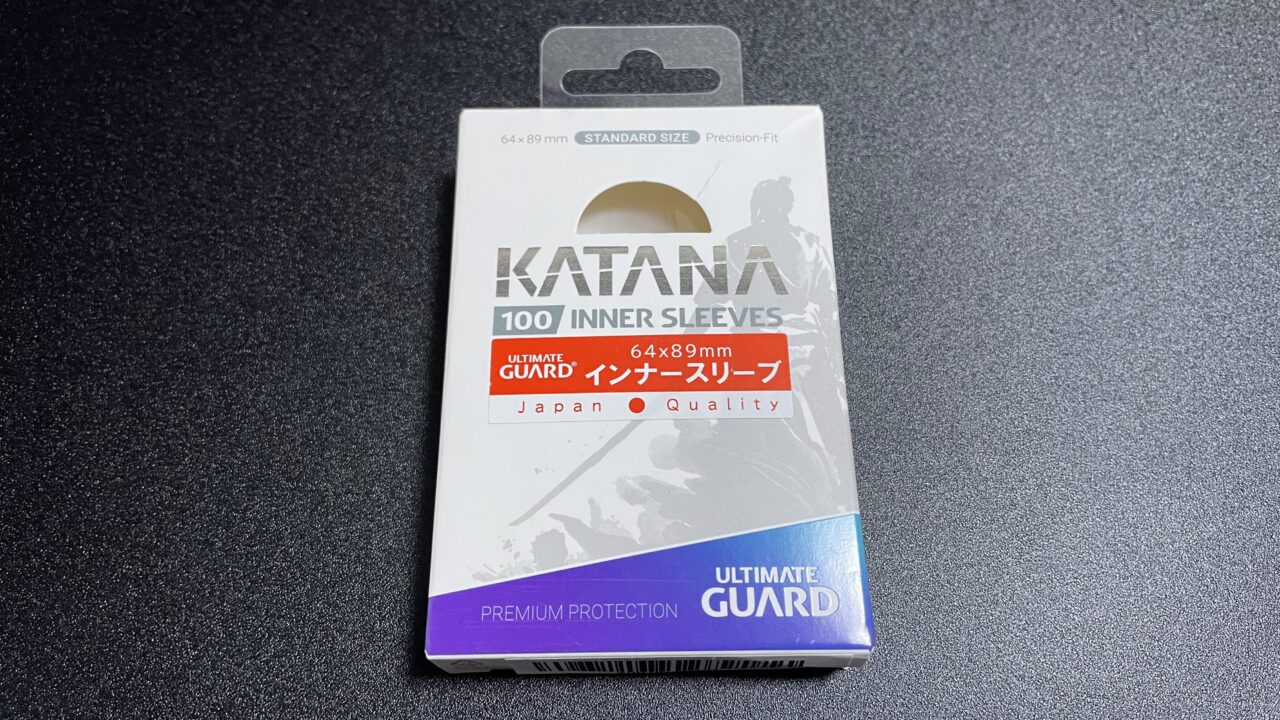 64×89 mm STANDARD SIZE Precision-Fit
KATANA
100 INNER SLEEVES
ULTIMATE GUARD® 64x89mm
インナースリーブ
Japan ● Quality
PREMIUM PROTECTION
ULTIMATE
GUARD